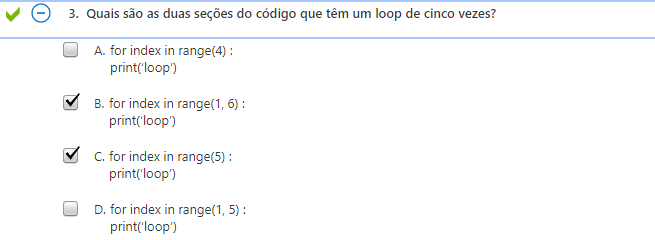 3. Quais são as duas seções do código que têm um loop de cinco vezes?
A. for index in range(4) :
print('loop')
B. for index in range(1, 6) :
print('loop')
C. for index in range(5) :
print('loop')
D. for index in range(1, 5) :
print('loop')